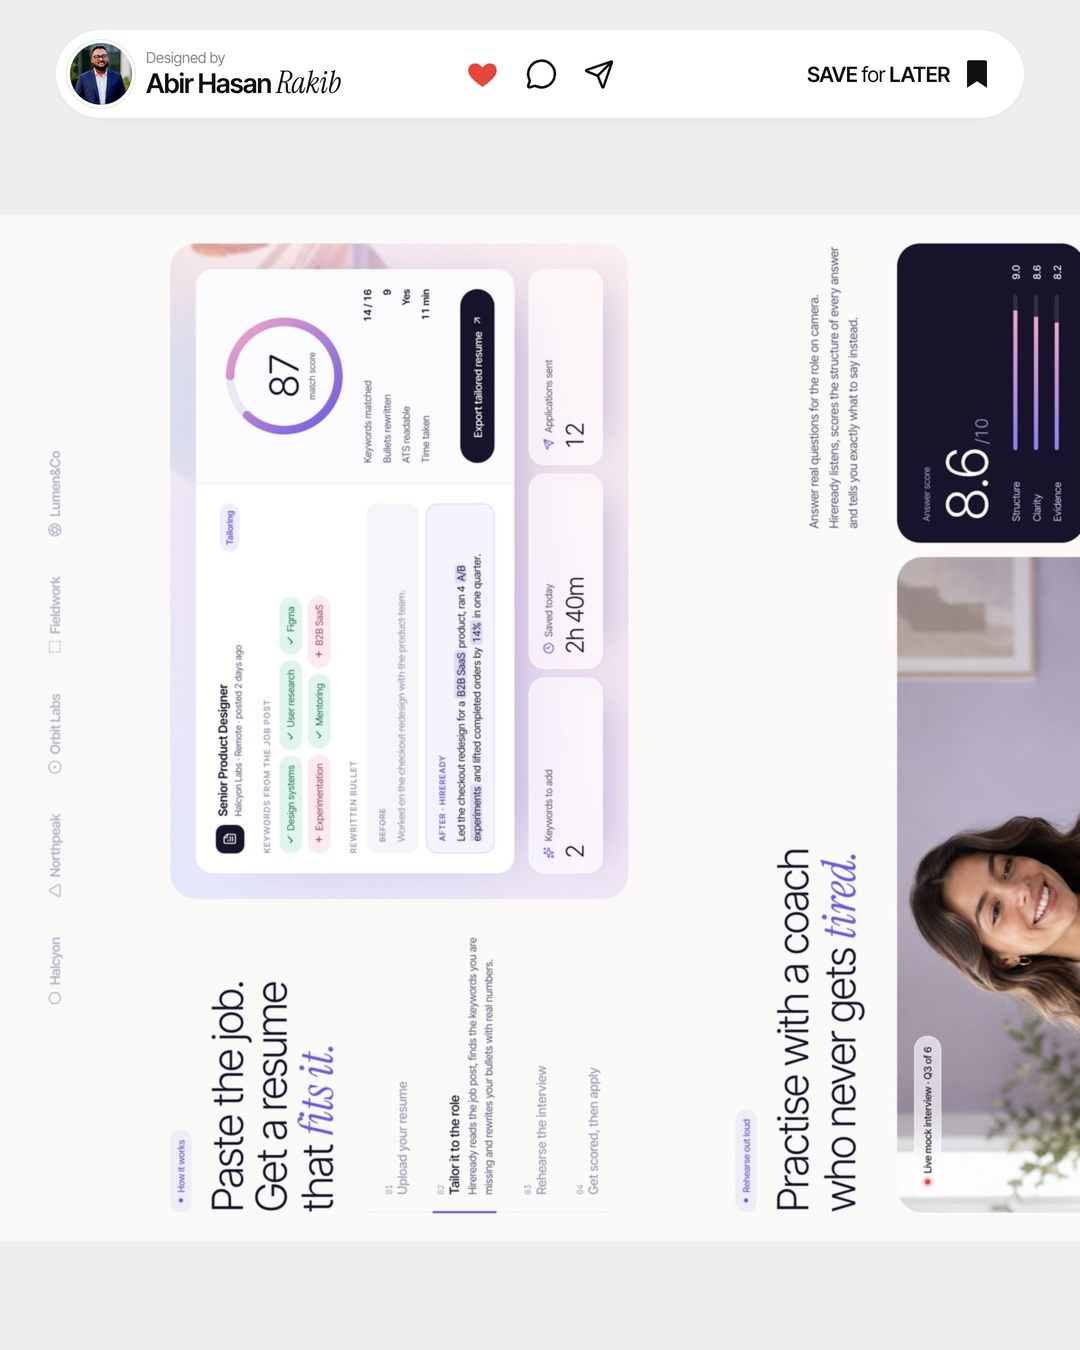 Designed by
Abir Hasan Rakib
SAVE for LATER
Halcyon
Northpeak
Orbit Labs
Fieldwork
Lumen&Co
How it works
Paste the job.
Get a resume
that fits it.
01
Upload your resume
02
Tailor it to the role
Hireready reads the job post, finds the keywords you are
missing and rewrites your bullets with real numbers.
03
Rehearse the interview
04
Get scored, then apply
Senior Product Designer
Halcyon Labs · Remote · posted 2 days ago
Tailoring
KEYWORDS FROM THE JOB POST
✓ Design systems
✓ User research
✓ Figma
+ Experimentation
✓ Mentoring
+ B2B SaaS
REWRITTEN BULLET
BEFORE
Worked on the checkout redesign with the product team.
AFTER · HIREREADY
Led the checkout redesign for a B2B SaaS product, ran 4 A/B
experiments and lifted completed orders by 14% in one quarter.
87
match score
Keywords matched 14 / 16
Bullets rewritten 9
ATS readable Yes
Time taken 11 min
Export tailored resume
Keywords to add
2
Saved today
2h 40m
Applications sent
12
Rehearse out loud
Practise with a coach
who never gets tired.
Answer real questions for the role on camera.
Hireready listens, scores the structure of every answer
and tells you exactly what to say instead.
Live mock interview · Q3 of 6
Answer score
8.6 /10
Structure 9.0
Clarity 8.6
Evidence 8.2